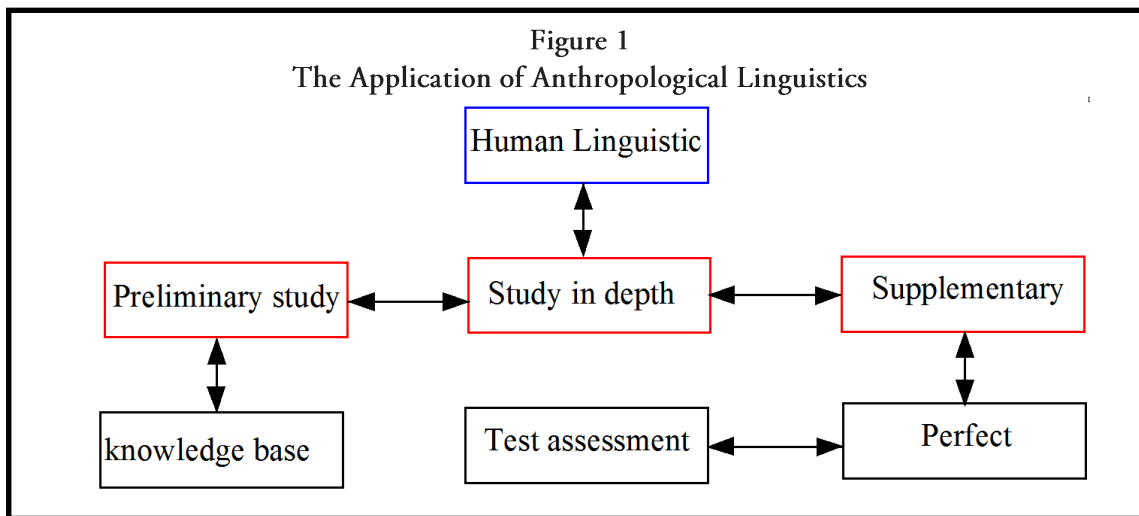 Figure 1
The Application of Anthropological Linguistics
Human Linguistic
Preliminary study
Study in depth
Supplementary
knowledge base
Test assessment
Perfect